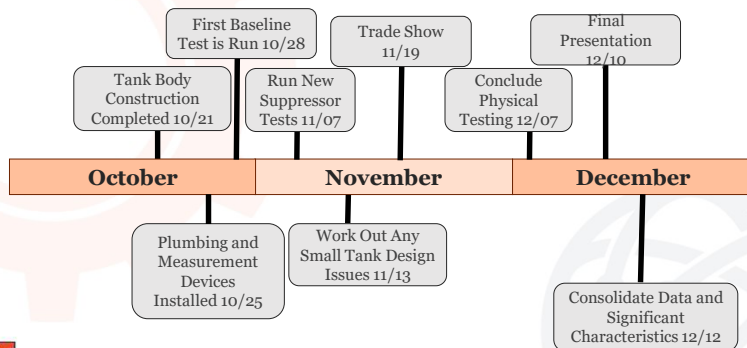 First Baseline
Test is Run 10/28
Trade Show
11/19
Final
Presentation
12/10
Tank Body
Construction
Completed 10/21
Run New
Suppressor
Tests 11/07
Conclude
Physical
Testing 12/07
October
November
December
Plumbing and
Measurement
Devices
Installed 10/25
Work Out Any
Small Tank Design
Issues 11/13
Consolidate Data and
Significant
Characteristics 12/12